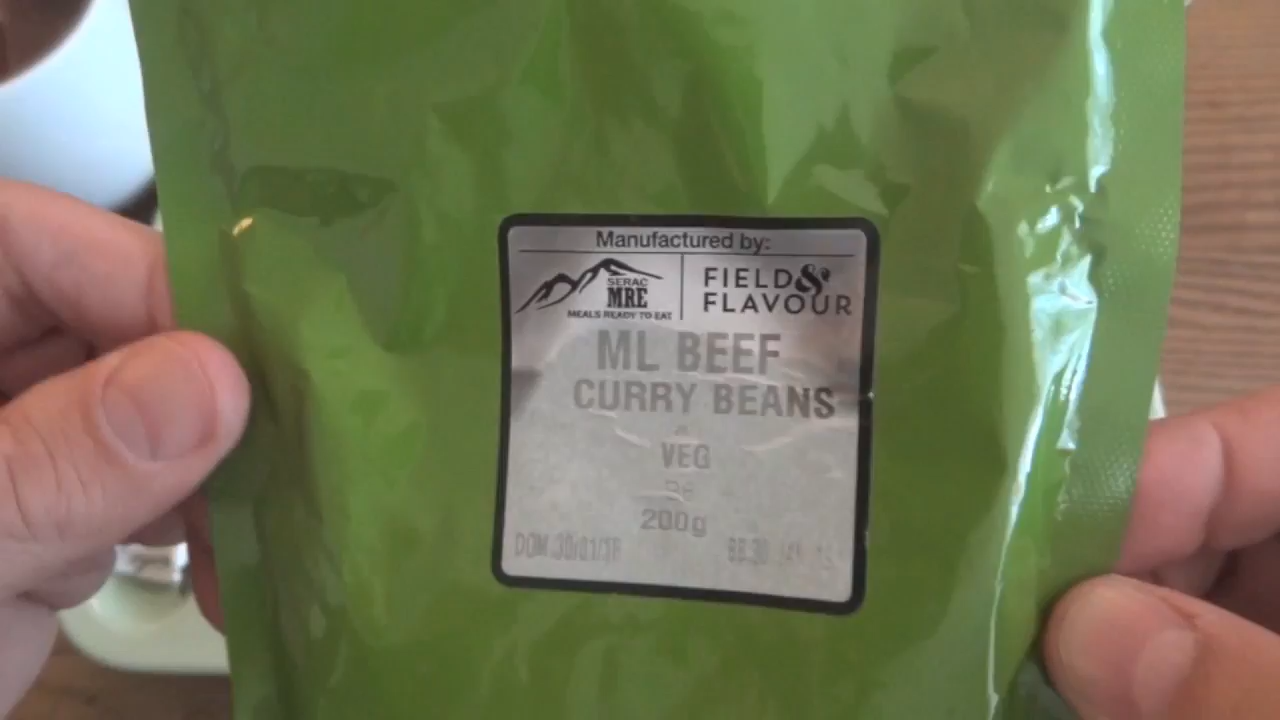 Manufactured by:
SERAC
MRE
MEALS READY TO EAT
FIELD &
FLAVOUR
ML BEEF
CURRY BEANS
VEG
200g
DOM 30/01/18